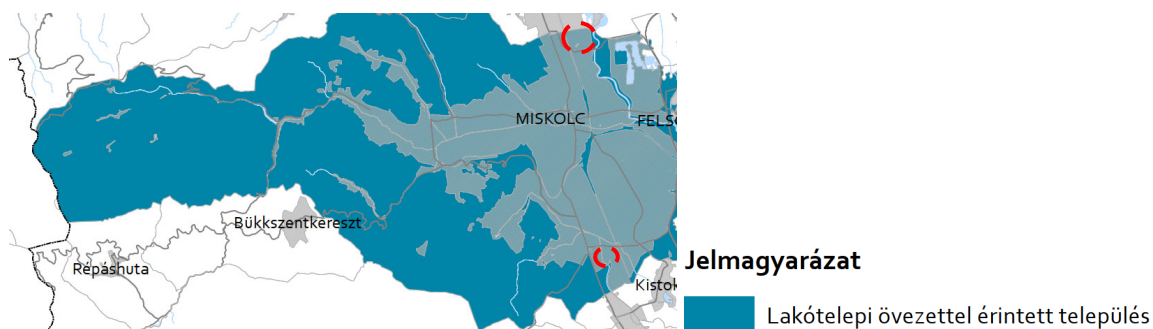 MISKOLC
FELS
Bükkszentkereszt
Répáshuta
Kistok
Jelmagyarázat
Lakótelepi övezettel érintett település